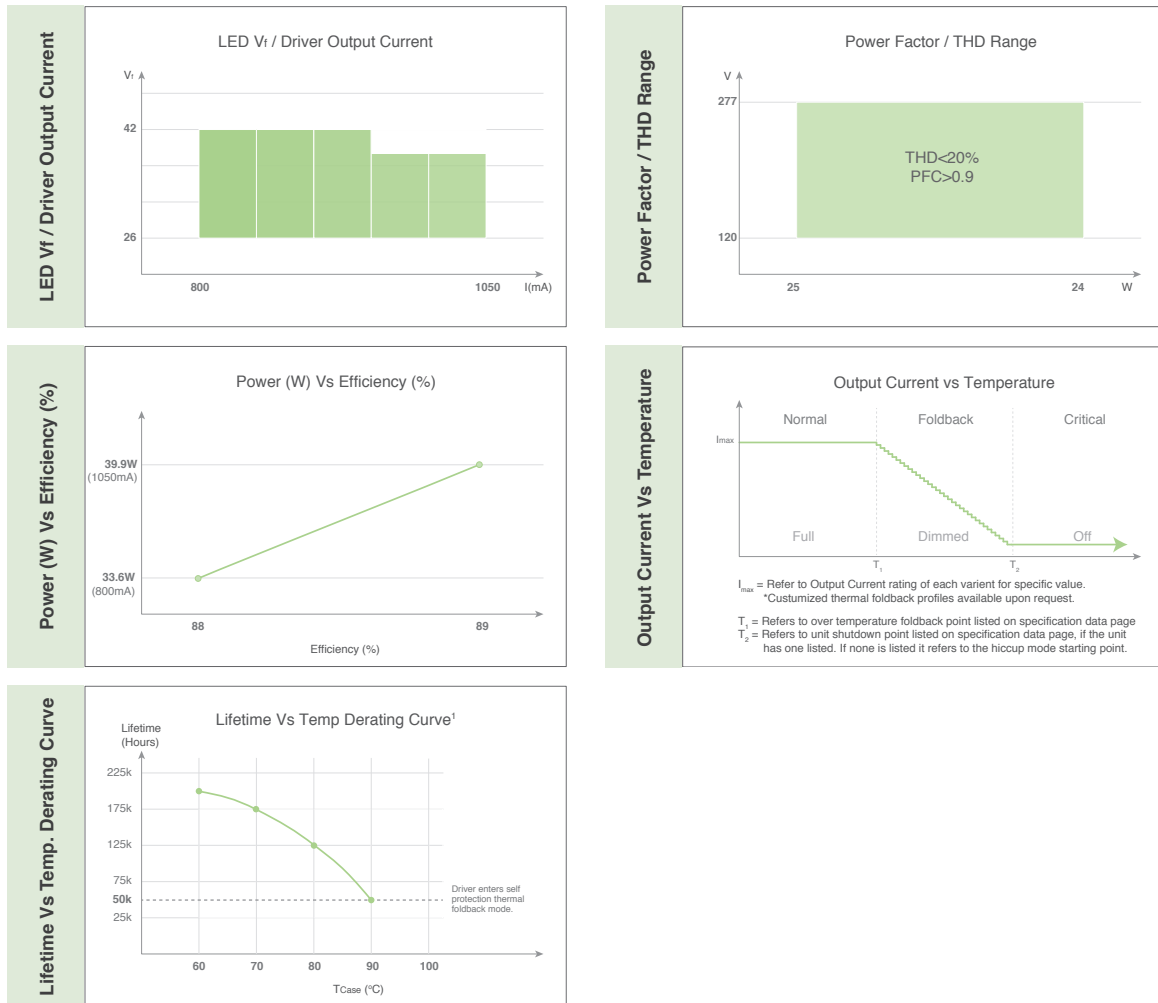 LED Vf / Driver Output Current
LED Vf / Driver Output Current
Vf
42
26
800
1050
I(mA)
Power Factor / THD Range
Power Factor / THD Range
V
277
THD<20%
PFC>0.9
120
25
24
W
Power (W) Vs Efficiency (%)
Power (W) Vs Efficiency (%)
39.9W
(1050mA)
33.6W
(800mA)
88
89
Efficiency (%)
Output Current Vs Temperature
Output Current vs Temperature
Normal
Foldback
Critical
Imax
Full
Dimmed
Off
T1
T2
Imax = Refer to Output Current rating of each varient for specific value.
*Custumized thermal foldback profiles available upon request.
T1 = Refers to over temperature foldback point listed on specification data page
T2 = Refers to unit shutdown point listed on specification data page, if the unit
has one listed. If none is listed it refers to the hiccup mode starting point.
Lifetime Vs Temp. Derating Curve
Lifetime Vs Temp Derating Curve¹
Lifetime
(Hours)
225k
175k
125k
75k
50k
25k
Driver enters self
protection thermal
foldback mode.
60
70
80
90
100
TCase (ºC)